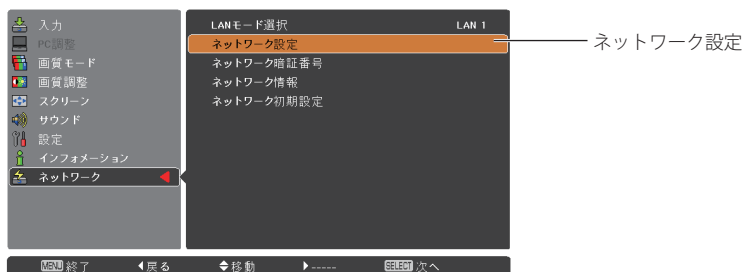 入力
PC調整
画質モード
画質調整
スクリーン
サウンド
設定
インフォメーション
ネットワーク
LANモード選択 LAN 1
ネットワーク設定
ネットワーク暗証番号
ネットワーク情報
ネットワーク初期設定
ネットワーク設定
MENU 終了 戻る 移動 ----- SELECT 次へ